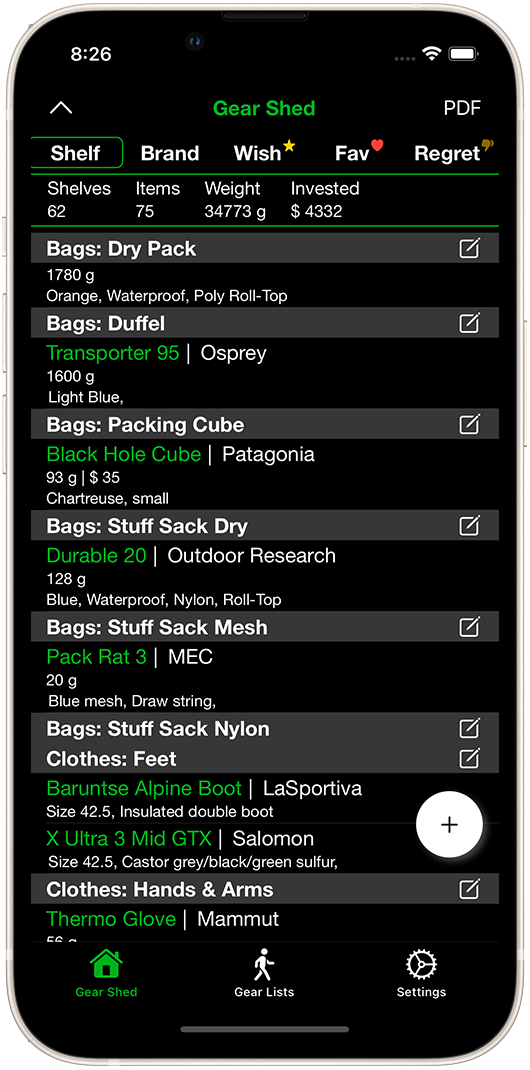 8:26
Gear Shed
PDF
Shelf Brand Wish Fav Regret
Shelves Items Weight Invested
62 75 34773 g $ 4332
Bags: Dry Pack
1780 g
Orange, Waterproof, Poly Roll-Top
Bags: Duffel
Transporter 95 | Osprey
1600 g
Light Blue,
Bags: Packing Cube
Black Hole Cube | Patagonia
93 g | $ 35
Chartreuse, small
Bags: Stuff Sack Dry
Durable 20 | Outdoor Research
128 g
Blue, Waterproof, Nylon, Roll-Top
Bags: Stuff Sack Mesh
Pack Rat 3 | MEC
20 g
Blue mesh, Draw string,
Bags: Stuff Sack Nylon
Clothes: Feet
Baruntse Alpine Boot | LaSportiva
Size 42.5, Insulated double boot
X Ultra 3 Mid GTX | Salomon
Size 42.5, Castor grey/black/green sulfur,
Clothes: Hands & Arms
Thermo Glove | Mammut
56 g
Gear Shed Gear Lists Settings